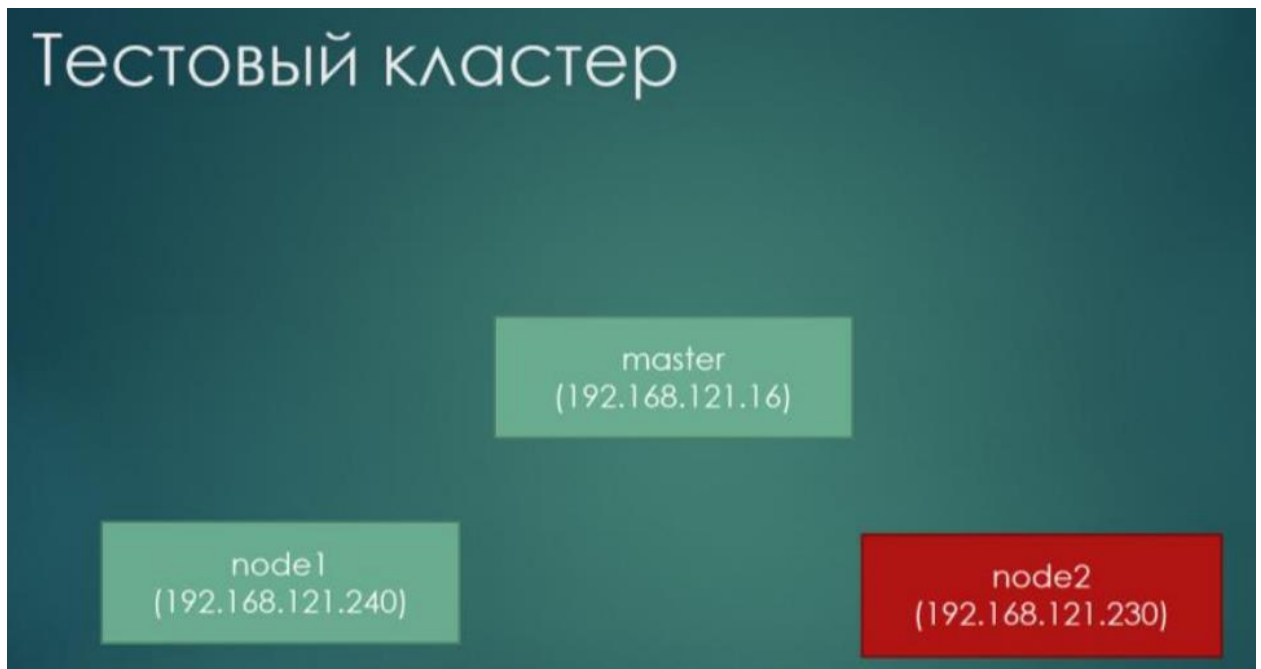 Тестовый кластер
master
(192.168.121.16)
node1
(192.168.121.240)
node2
(192.168.121.230)